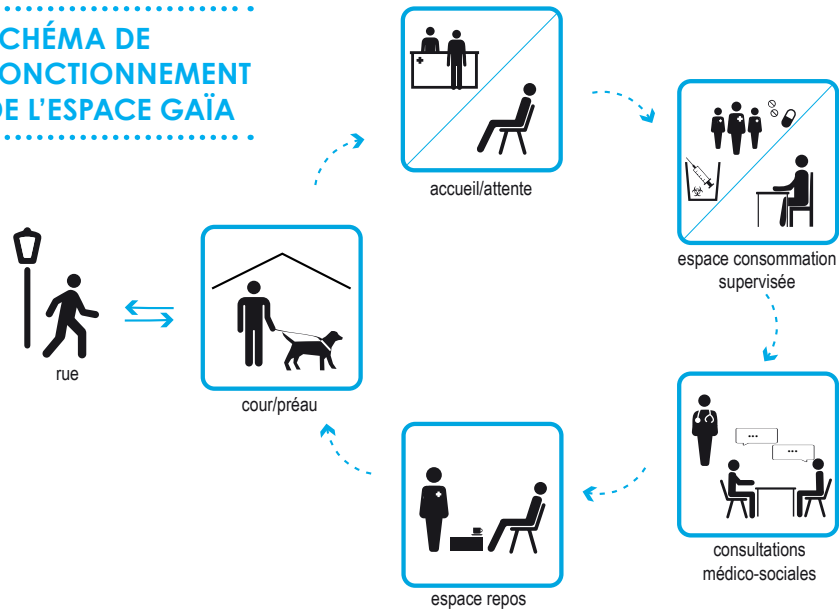 CHÉMA DE
ONCTIONNEMENT
DE L'ESPACE GAÏA
accueil/attente
espace consommation
supervisée
rue
cour/préau
...
...
consultations
médico-sociales
espace repos